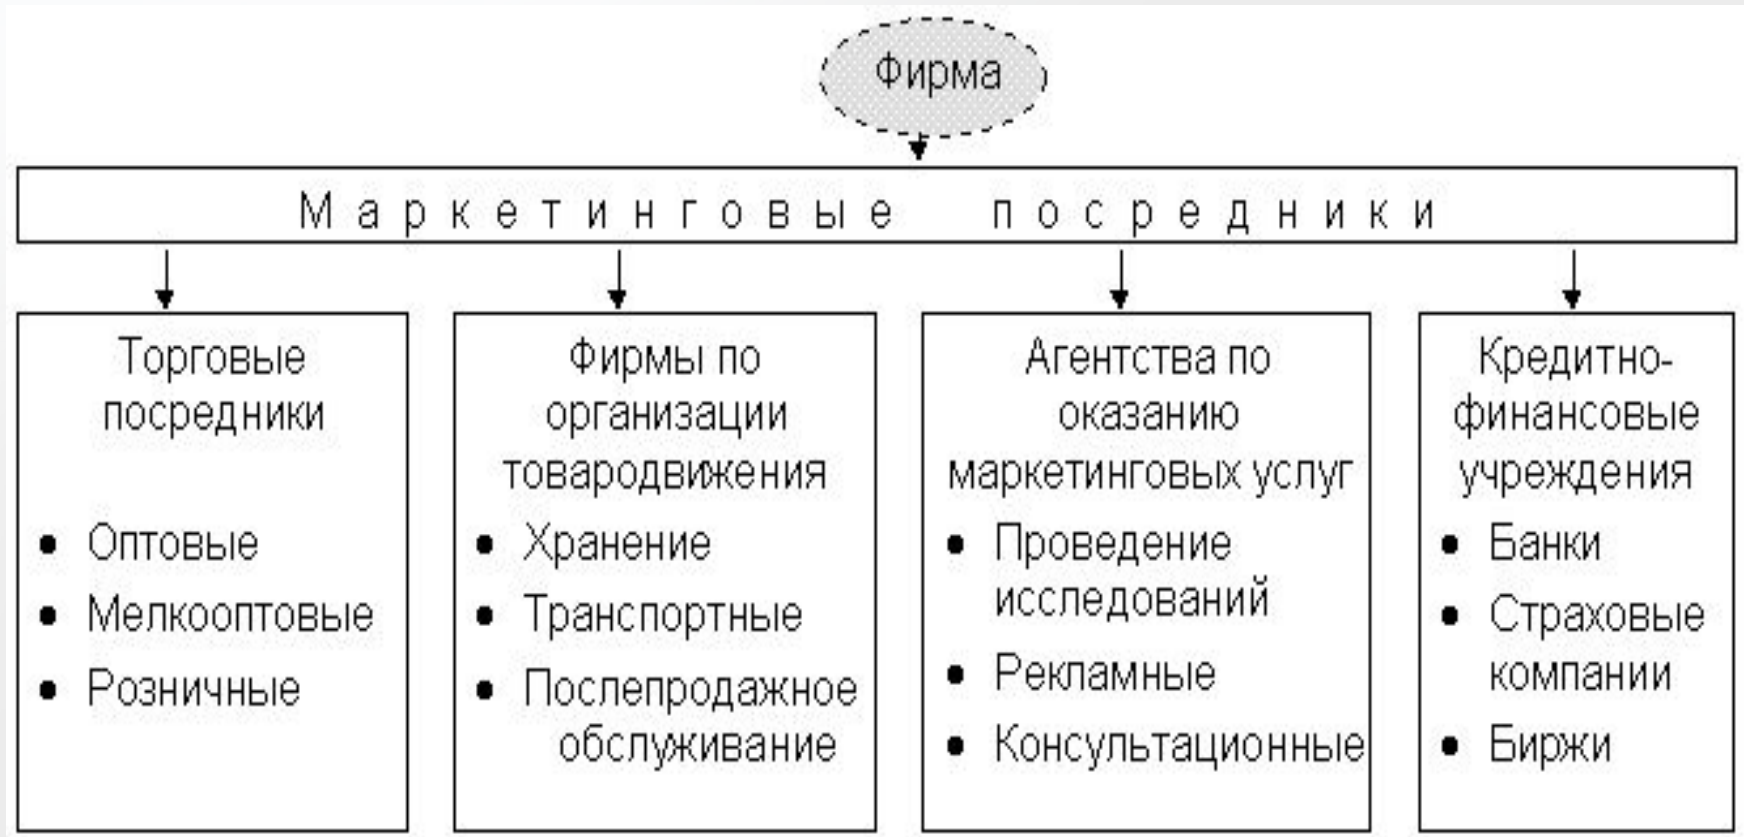 Фирма
Маркетинговые посредники
Торговые
посредники
• Оптовые
• Мелкооптовые
• Розничные
Фирмы по
организации
товародвижения
• Хранение
• Транспортные
• Послепродажное
обслуживание
Агентства по
оказанию
маркетинговых услуг
• Проведение
исследований
• Рекламные
• Консультационные
Кредитно-
финансовые
учреждения
• Банки
• Страховые
компании
• Биржи